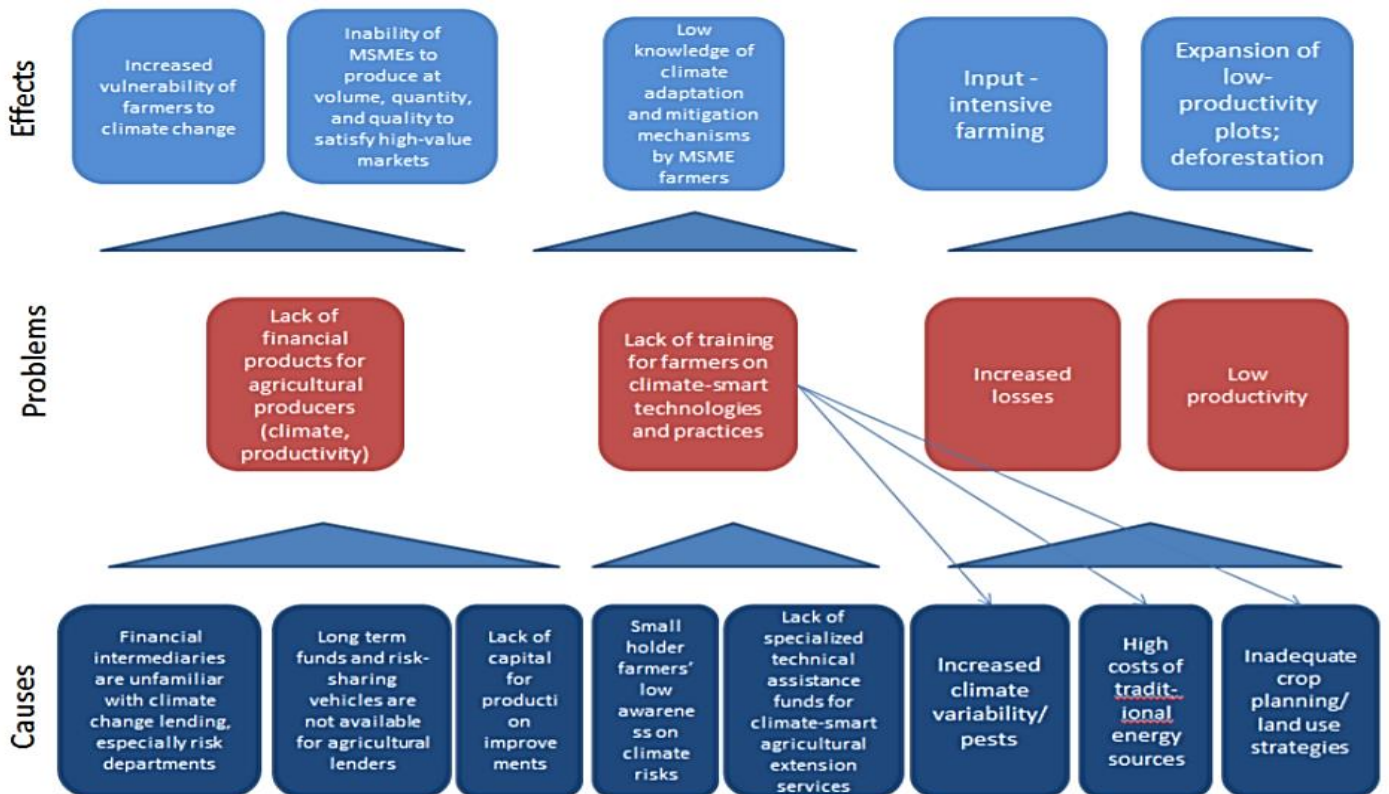 Effects
Increased
vulnerability of
farmers to
climate change
Inability of
MSMEs to
produce at
volume, quantity,
and quality to
satisfy high-value
markets
Low
knowledge of
climate
adaptation
and mitigation
mechanisms
by MSME
farmers
Input -
intensive
farming
Expansion of
low-
productivity
plots;
deforestation
Problems
Lack of
financial
products for
agricultural
producers
(climate,
productivity)
Lack of training
for farmers on
climate-smart
technologies
and practices
Increased
losses
Low
productivity
Causes
Financial
intermediaries
are unfamiliar
with climate
change lending,
especially risk
departments
Long term
funds and risk-
sharing
vehicles are
not available
for agricultural
lenders
Lack of
capital
for
producti
on
improve
ments
Small
holder
farmers'
low
awarene
ss on
climate
risks
Lack of
specialized
technical
assistance
funds for
climate-smart
agricultural
extension
services
Increased
climate
variability/
pests
High
costs of
tradit-
ional
energy
sources
Inadequate
crop
planning/
land use
strategies